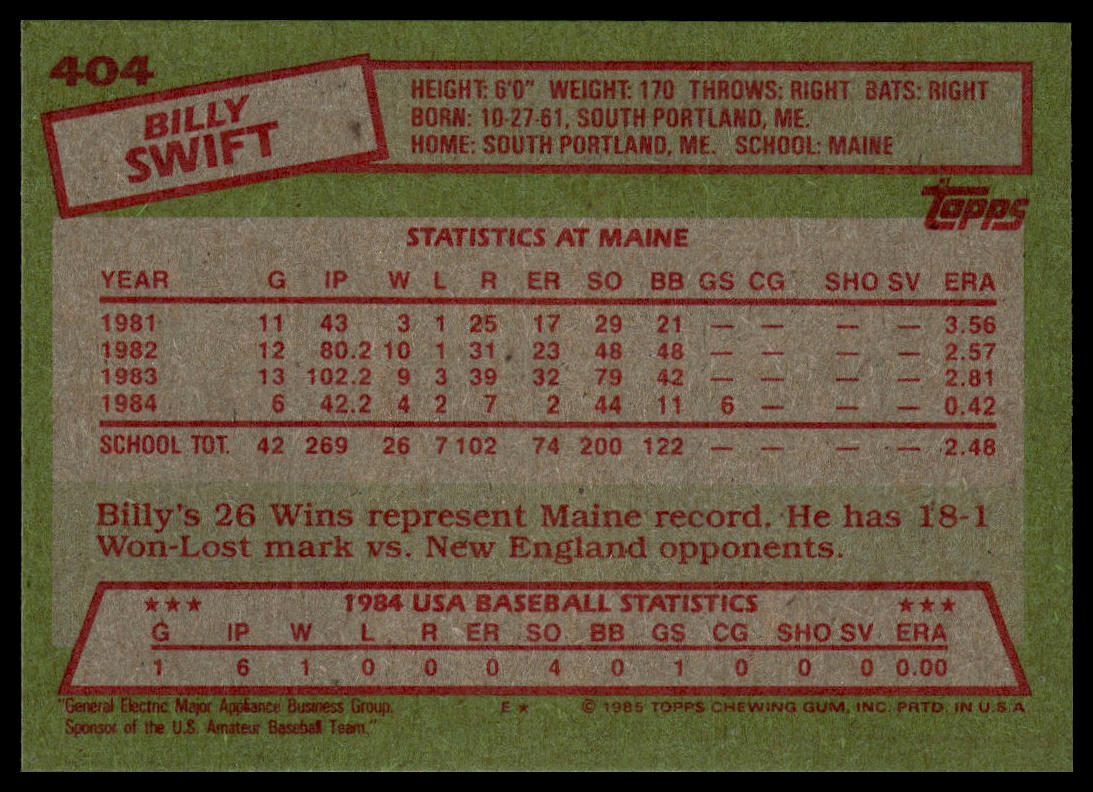 404
BILLY
SWIFT
HEIGHT: 6'0" WEIGHT: 170 THROWS: RIGHT BATS: RIGHT
BORN: 10-27-61, SOUTH PORTLAND, ME.
HOME: SOUTH PORTLAND, ME. SCHOOL: MAINE
Topps
STATISTICS AT MAINE
YEAR G IP W L R ER SO BB GS CG SHO SV ERA
1981 11 43 3 1 25 17 29 21 — — — — 3.56
1982 12 80.2 10 1 31 23 48 48 — — — — 2.57
1983 13 102.2 9 3 39 32 79 42 — — — — 2.81
1984 6 42.2 4 2 7 2 44 11 6 — — — 0.42
SCHOOL TOT. 42 269 26 7 102 74 200 122 — — — — 2.48
Billy's 26 Wins represent Maine record. He has 18-1
Won-Lost mark vs. New England opponents.
★★★ 1984 USA BASEBALL STATISTICS ★★★
G IP W L R ER SO BB GS CG SHO SV ERA
1 6 1 0 0 0 4 0 1 0 0 0 0.00
"General Electric Major Appliance Business Group,
Sponsor of the U.S. Amateur Baseball Team."
E★ © 1985 TOPPS CHEWING GUM, INC. PRTD. IN U.S.A